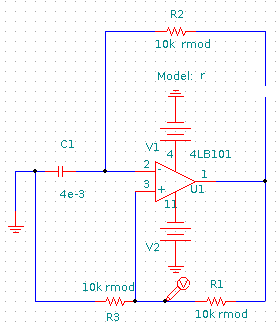 R2
10k rmod
Model: r
C1
V1
4
4LB101
2
-
1
3
+
U1
4e-3
11
V2
V
10k rmod
R1
R3
10k rmod